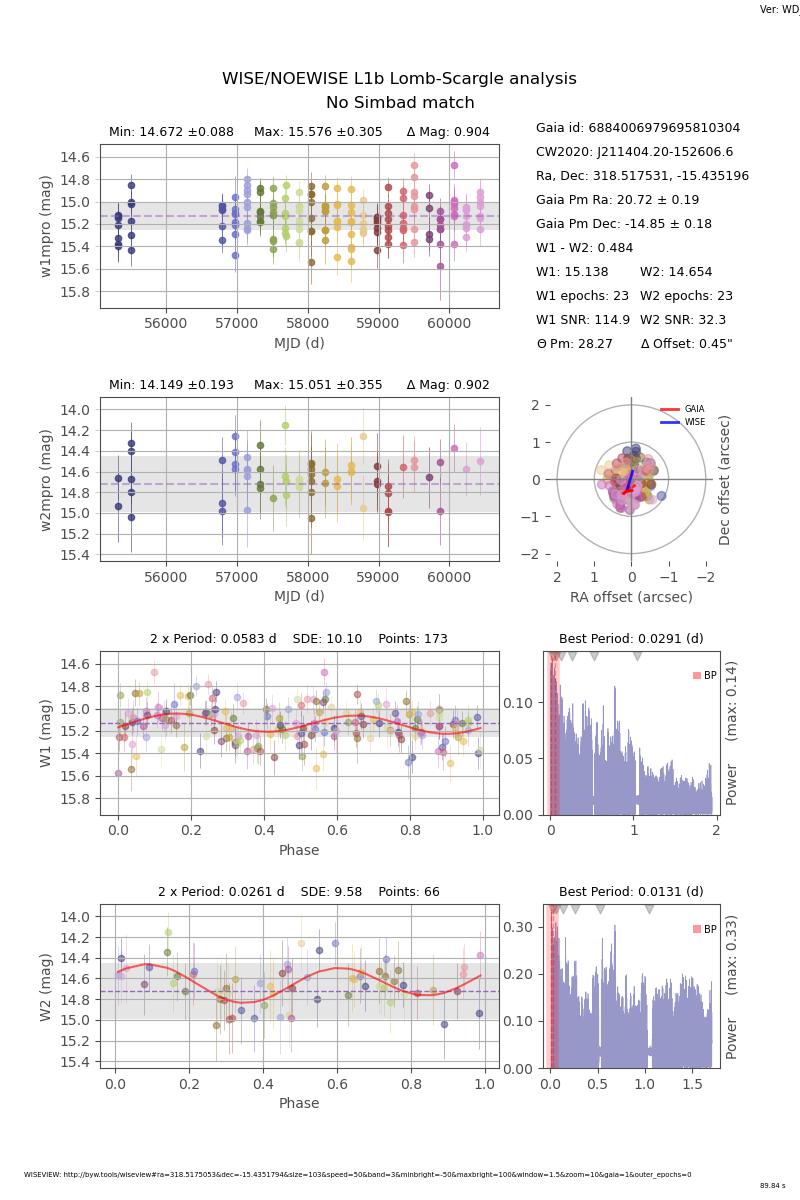 Ver: WD_
WISE/NOEWISE L1b Lomb-Scargle analysis
No Simbad match
Min: 14.672 ±0.088 Max: 15.576 ±0.305 Δ Mag: 0.904
14.6
14.8
15.0
15.2
15.4
15.6
15.8
w1mpro (mag)
56000 57000 58000 59000 60000
MJD (d)
Gaia id: 6884006979695810304
CW2020: J211404.20-152606.6
Ra, Dec: 318.517531, -15.435196
Gaia Pm Ra: 20.72 ± 0.19
Gaia Pm Dec: -14.85 ± 0.18
W1 - W2: 0.484
W1: 15.138 W2: 14.654
W1 epochs: 23 W2 epochs: 23
W1 SNR: 114.9 W2 SNR: 32.3
Θ Pm: 28.27 Δ Offset: 0.45"
Min: 14.149 ±0.193 Max: 15.051 ±0.355 Δ Mag: 0.902
14.0
14.2
14.4
14.6
14.8
15.0
15.2
15.4
w2mpro (mag)
56000 57000 58000 59000 60000
MJD (d)
GAIA
WISE
2
1
0
−1
−2
Dec offset (arcsec)
2 1 0 −1 −2
RA offset (arcsec)
2 x Period: 0.0583 d SDE: 10.10 Points: 173
14.6
14.8
15.0
15.2
15.4
15.6
15.8
W1 (mag)
0.0 0.2 0.4 0.6 0.8 1.0
Phase
Best Period: 0.0291 (d)
BP
0.10
0.05
0.00
Power (max: 0.14)
0 1 2
2 x Period: 0.0261 d SDE: 9.58 Points: 66
14.0
14.2
14.4
14.6
14.8
15.0
15.2
15.4
W2 (mag)
0.0 0.2 0.4 0.6 0.8 1.0
Phase
Best Period: 0.0131 (d)
BP
0.30
0.20
0.10
0.00
Power (max: 0.33)
0.0 0.5 1.0 1.5
WISEVIEW: http://byw.tools/wiseview#ra=318.5175053&dec=-15.4351794&size=103&speed=50&band=3&minbright=-50&maxbright=100&window=1.5&zoom=10&gaia=1&outer_epochs=0
89.84 s